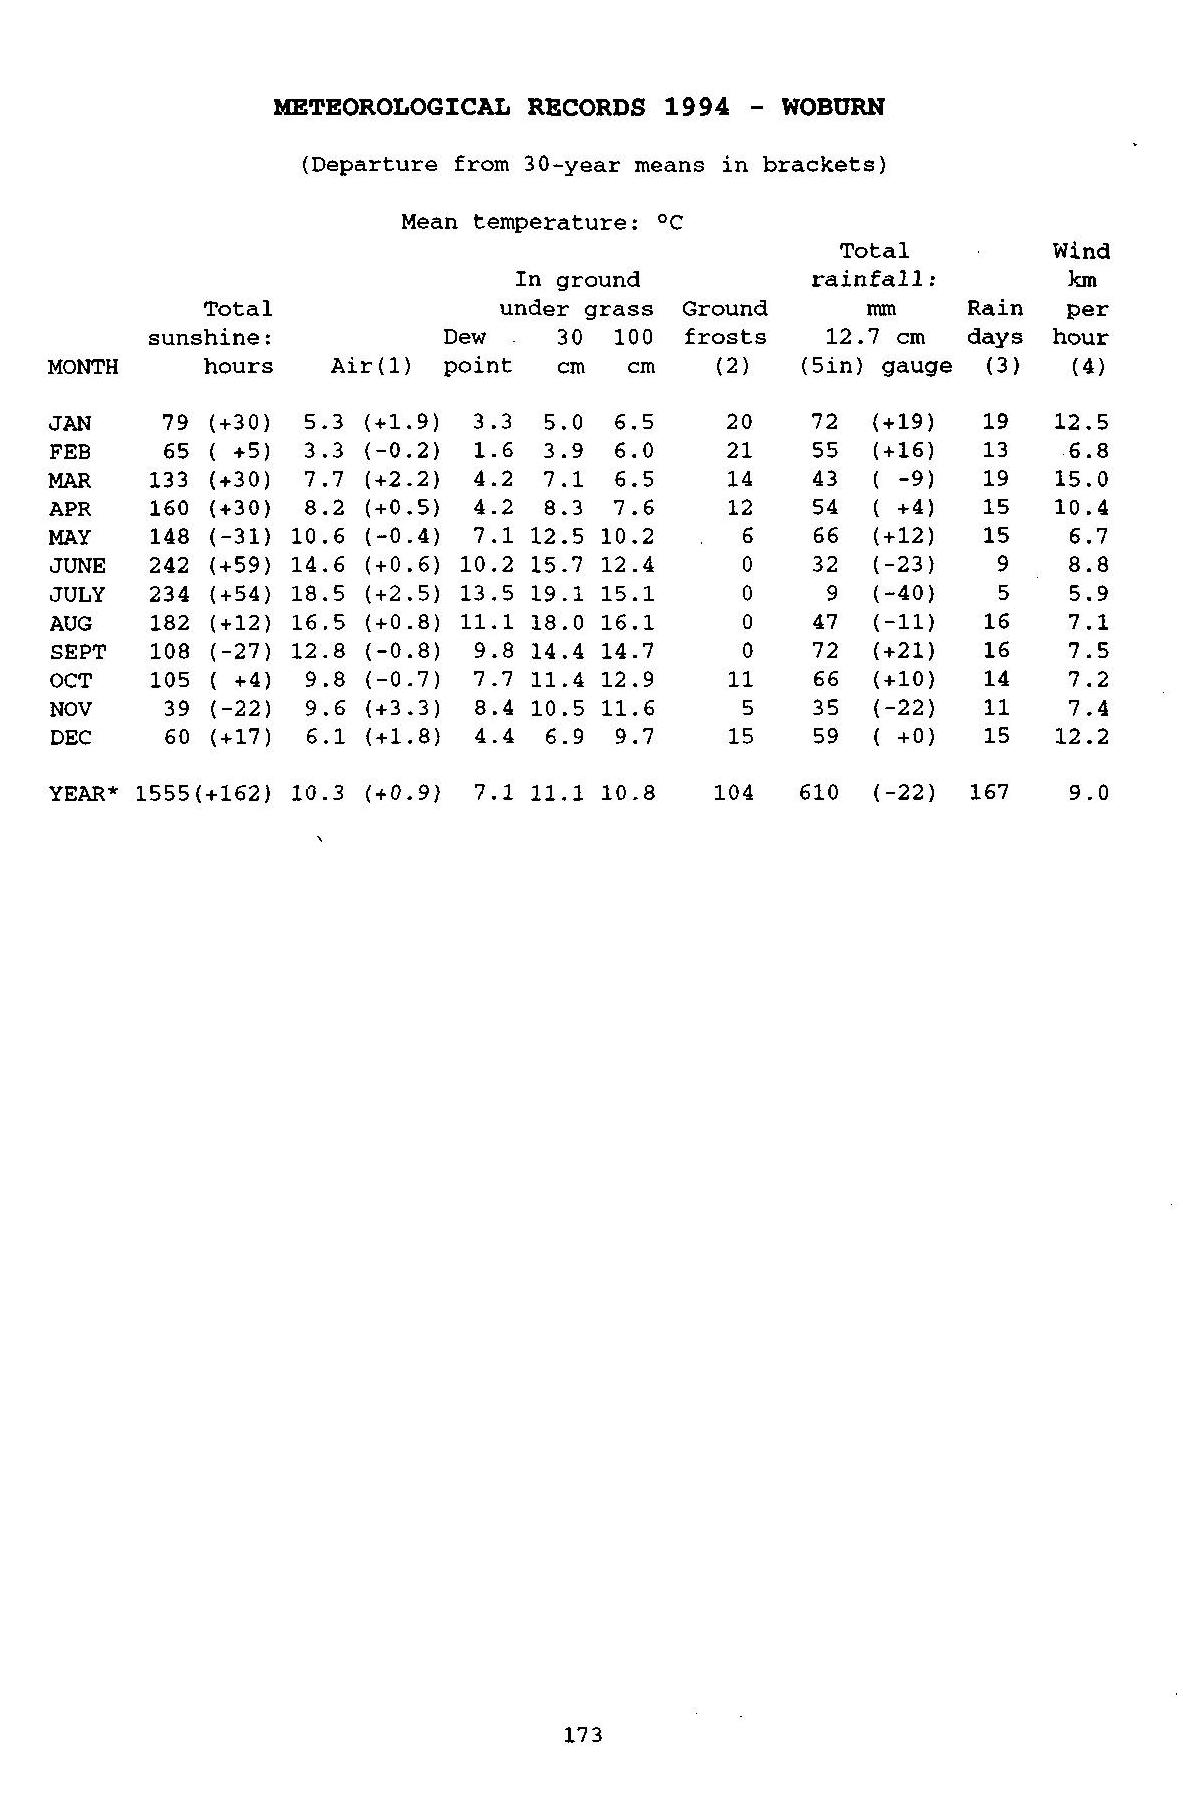 METEOROLOGICAL RECORDS 1994 - WOBURN
(Departure from 30-year means in brackets)
Mean temperature: °C
Total Wind
In ground rainfall: km
Total under grass Ground mm Rain per
sunshine: Dew 30 100 frosts 12.7 cm days hour
MONTH hours Air(1) point cm cm (2) (5in) gauge (3) (4)
JAN 79 (+30) 5.3 (+1.9) 3.3 5.0 6.5 20 72 (+19) 19 12.5
FEB 65 ( +5) 3.3 (-0.2) 1.6 3.9 6.0 21 55 (+16) 13 6.8
MAR 133 (+30) 7.7 (+2.2) 4.2 7.1 6.5 14 43 ( -9) 19 15.0
APR 160 (+30) 8.2 (+0.5) 4.2 8.3 7.6 12 54 ( +4) 15 10.4
MAY 148 (-31) 10.6 (-0.4) 7.1 12.5 10.2 6 66 (+12) 15 6.7
JUNE 242 (+59) 14.6 (+0.6) 10.2 15.7 12.4 0 32 (-23) 9 8.8
JULY 234 (+54) 18.5 (+2.5) 13.5 19.1 15.1 0 9 (-40) 5 5.9
AUG 182 (+12) 16.5 (+0.8) 11.1 18.0 16.1 0 47 (-11) 16 7.1
SEPT 108 (-27) 12.8 (-0.8) 9.8 14.4 14.7 0 72 (+21) 16 7.5
OCT 105 ( +4) 9.8 (-0.7) 7.7 11.4 12.9 11 66 (+10) 14 7.2
NOV 39 (-22) 9.6 (+3.3) 8.4 10.5 11.6 5 35 (-22) 11 7.4
DEC 60 (+17) 6.1 (+1.8) 4.4 6.9 9.7 15 59 ( +0) 15 12.2
YEAR* 1555(+162) 10.3 (+0.9) 7.1 11.1 10.8 104 610 (-22) 167 9.0
173